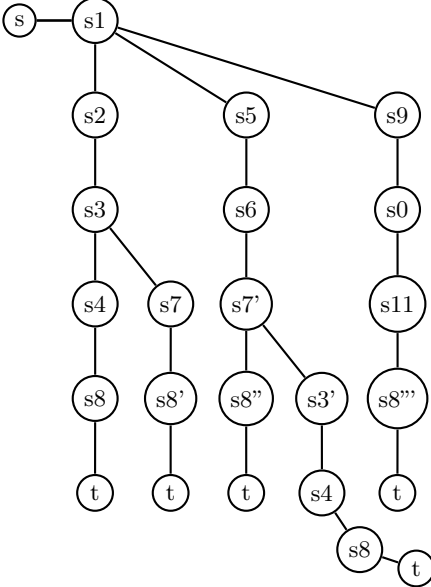 s s1
s2 s5 s9
s3 s6 s0
s4 s7 s7' s11
s8 s8' s8" s3' s8"'
t t t s4 t
s8
t